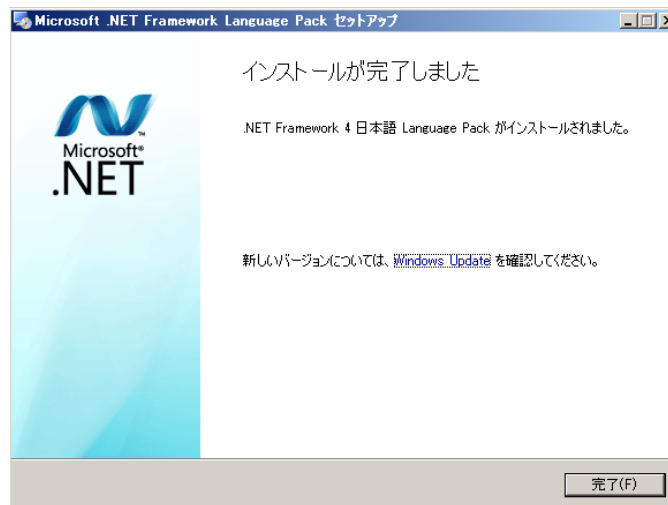 Microsoft .NET Framework Language Pack セットアップ
インストールが完了しました
.NET Framework 4 日本語 Language Pack がインストールされました。
Microsoft®
.NET
新しいバージョンについては、Windows Update を確認してください。
完了(F)